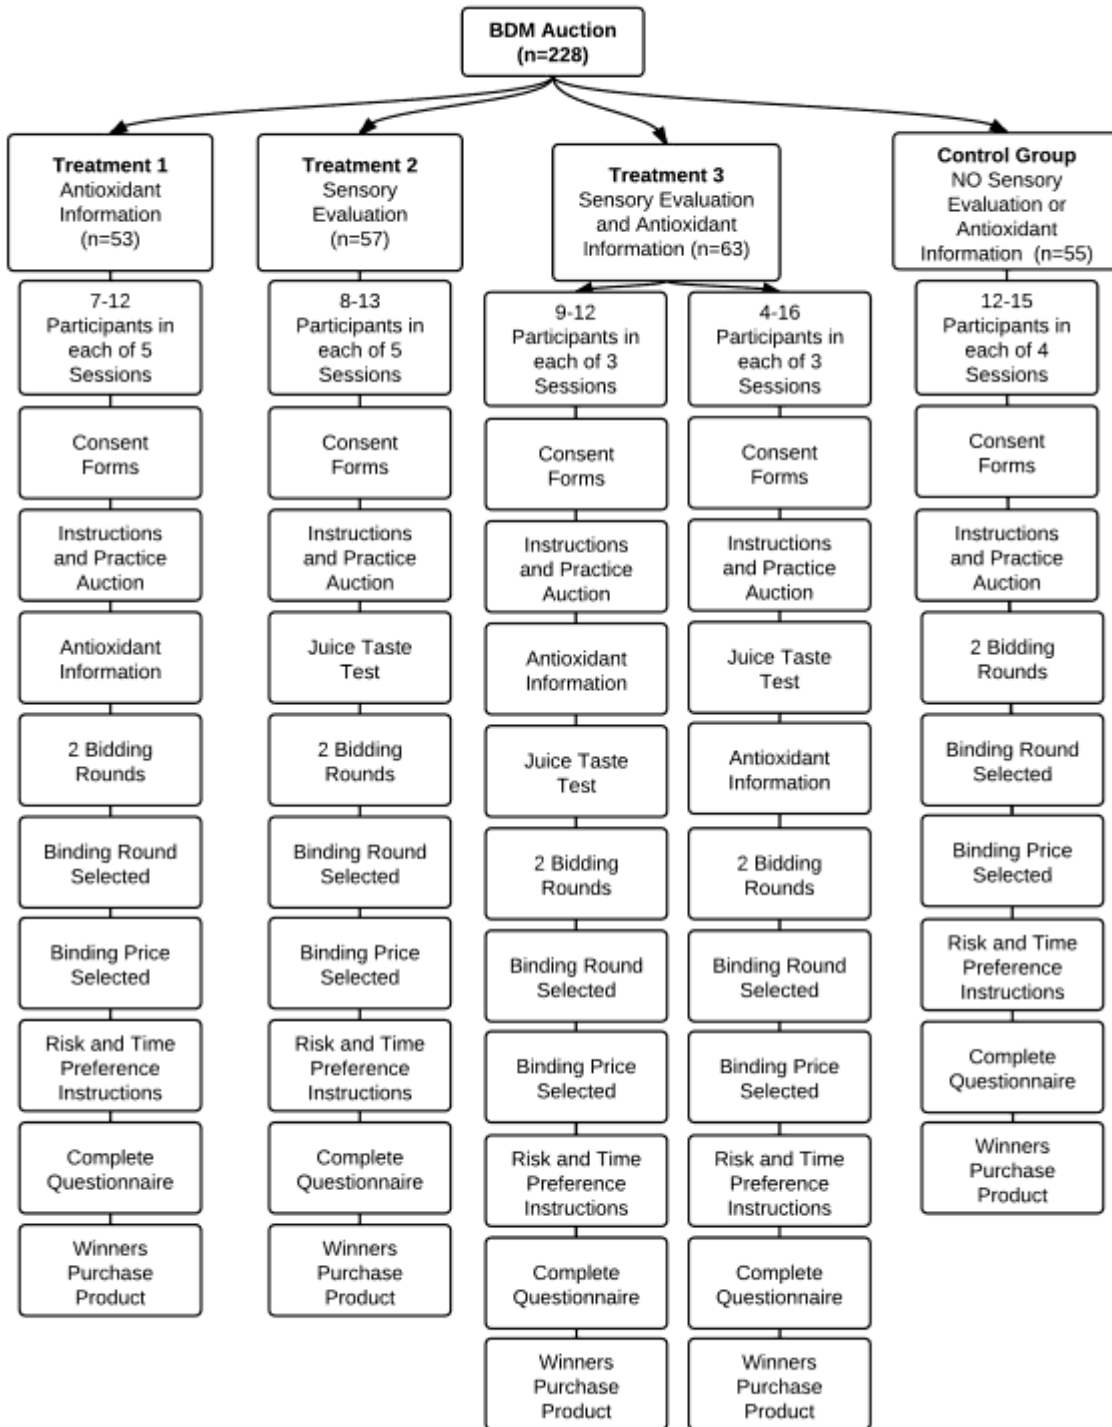 BDM Auction
(n=228)
Treatment 1
Antioxidant
Information
(n=53)
7-12
Participants in
each of 5
Sessions
Consent
Forms
Instructions
and Practice
Auction
Antioxidant
Information
2 Bidding
Rounds
Binding Round
Selected
Binding Price
Selected
Risk and Time
Preference
Instructions
Complete
Questionnaire
Winners
Purchase
Product
Treatment 2
Sensory
Evaluation
(n=57)
8-13
Participants in
each of 5
Sessions
Consent
Forms
Instructions
and Practice
Auction
Juice Taste
Test
2 Bidding
Rounds
Binding Round
Selected
Binding Price
Selected
Risk and Time
Preference
Instructions
Complete
Questionnaire
Winners
Purchase
Product
Treatment 3
Sensory Evaluation
and Antioxidant
Information (n=63)
9-12
Participants in
each of 3
Sessions
Consent
Forms
Instructions
and Practice
Auction
Antioxidant
Information
Juice Taste
Test
2 Bidding
Rounds
Binding Round
Selected
Binding Price
Selected
Risk and Time
Preference
Instructions
Complete
Questionnaire
Winners
Purchase
Product
4-16
Participants in
each of 3
Sessions
Consent
Forms
Instructions
and Practice
Auction
Juice Taste
Test
Antioxidant
Information
2 Bidding
Rounds
Binding Round
Selected
Binding Price
Selected
Risk and Time
Preference
Instructions
Complete
Questionnaire
Winners
Purchase
Product
Control Group
NO Sensory
Evaluation or
Antioxidant
Information (n=55)
12-15
Participants in
each of 4
Sessions
Consent
Forms
Instructions
and Practice
Auction
2 Bidding
Rounds
Binding Round
Selected
Binding Price
Selected
Risk and Time
Preference
Instructions
Complete
Questionnaire
Winners
Purchase
Product